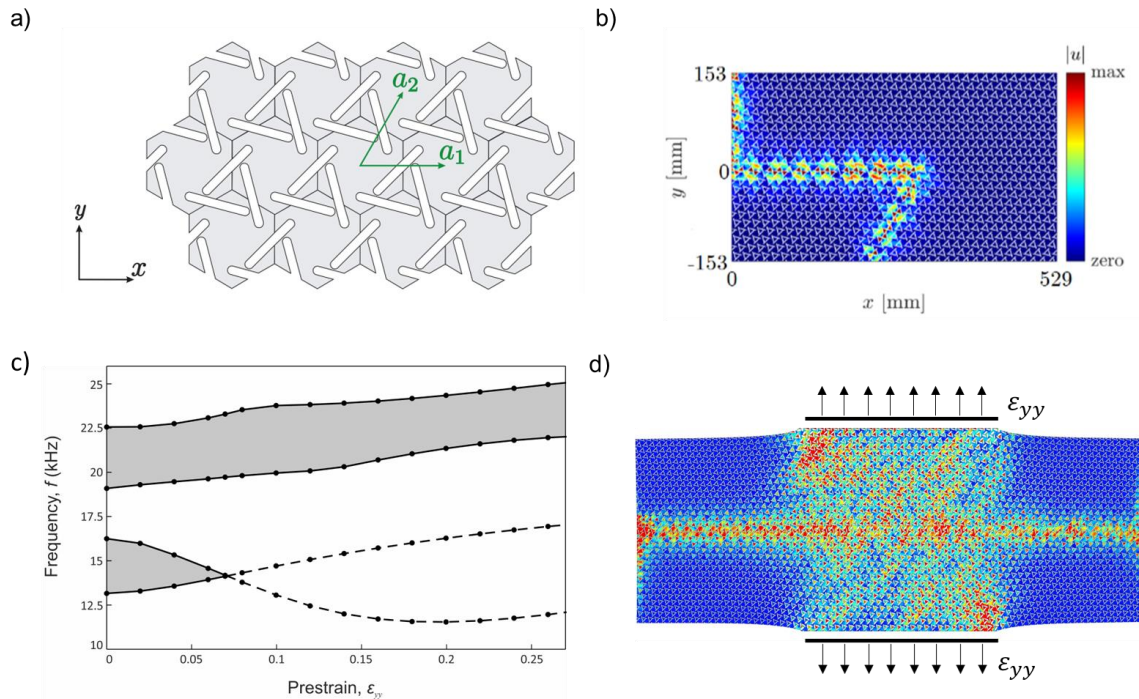 a)
a₂
a₁
y
x
b)
|u|
153
max
y [mm]
0
-153
zero
0
529
x [mm]
c)
25
22.5
20
17.5
15
12.5
10
Frequency, f (kHz)
0
0.05
0.1
0.15
0.2
0.25
Prestrain, εyy
d)
εyy
εyy